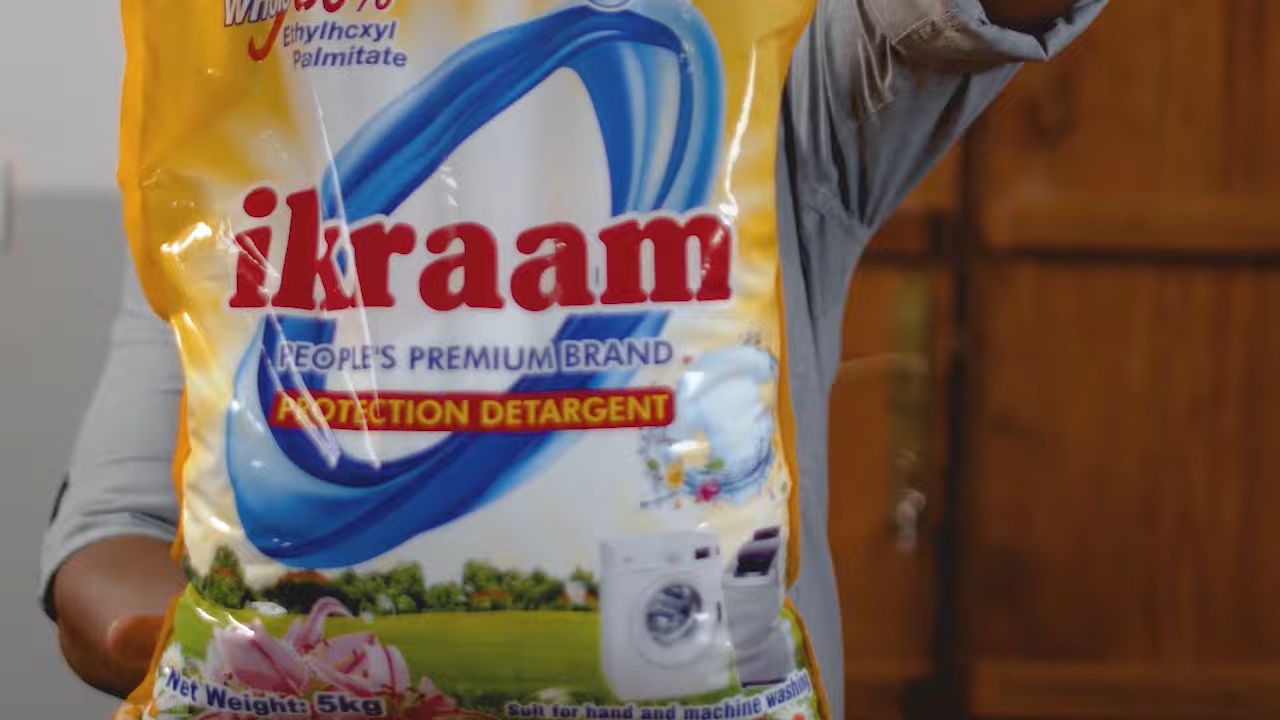 Ethylhcxyl
Palmitate
ikraam
PEOPLE'S PREMIUM BRAND
PROTECTION DETARGENT
Net Weight: 5kg
Suit for hand and machine washing